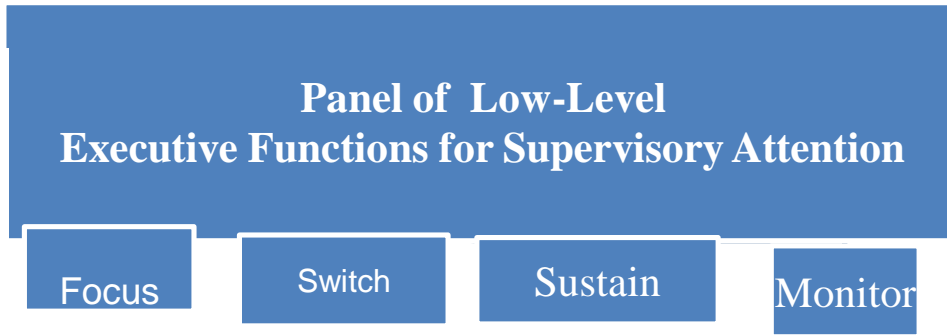 Panel of Low-Level
Executive Functions for Supervisory Attention
Focus
Switch
Sustain
Monitor